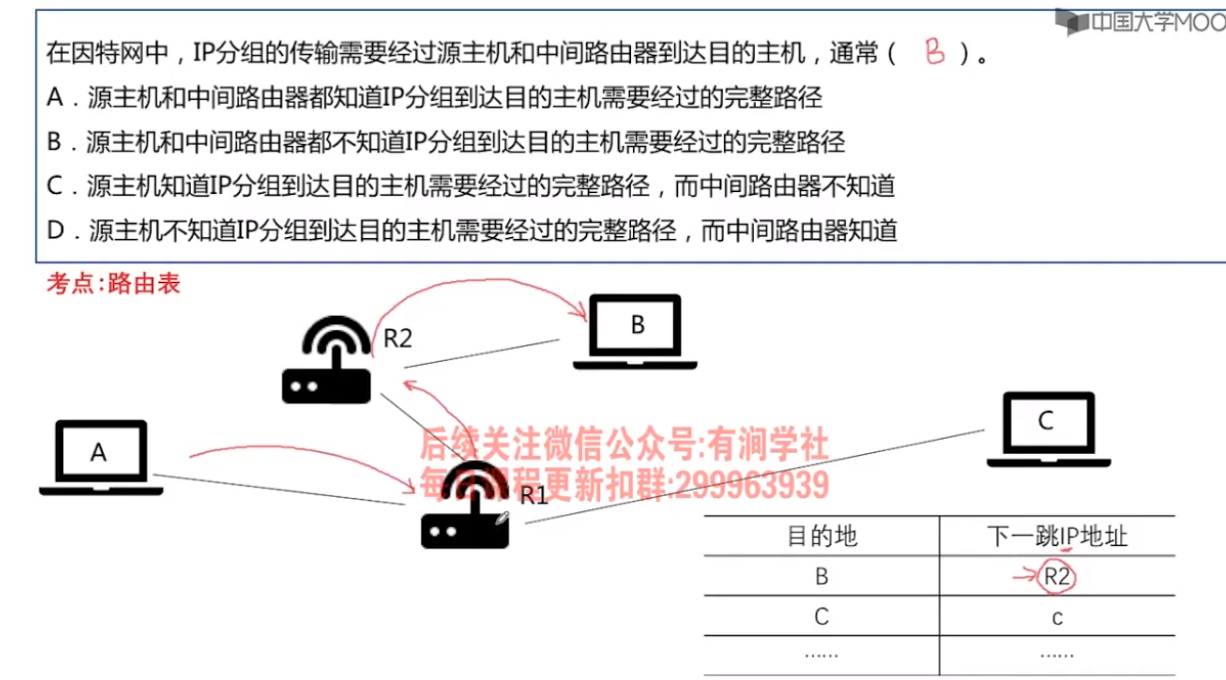 中国大学MOO
在因特网中，IP分组的传输需要经过源主机和中间路由器到达目的主机，通常（ B ）。
A．源主机和中间路由器都知道IP分组到达目的主机需要经过的完整路径
B．源主机和中间路由器都不知道IP分组到达目的主机需要经过的完整路径
C．源主机知道IP分组到达目的主机需要经过的完整路径，而中间路由器不知道
D．源主机不知道IP分组到达目的主机需要经过的完整路径，而中间路由器知道
考点:路由表
R2
B
A
C
后续关注微信公众号:有涧学社
每日课程更新扣群:299963939
R1
目的地 下一跳IP地址
B R2
C c
...... ......